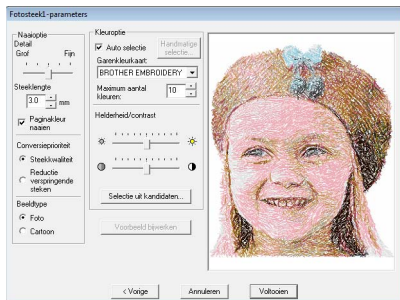 Fotosteek1-parameters
Naaioptie
Detail
Grof Fijn
Steeklengte
3.0 mm
Paginakleur
naaien
Conversieprioriteit
Steekkwaliteit
Reductie
verspringende
steken
Beeldtype
Foto
Cartoon
Kleuroptie
Auto selectie
Handmatige
selectie...
Garenkleurkaart:
BROTHER EMBROIDERY
Maximum aantal
kleuren:
10
Helderheid/contrast
Selectie uit kandidaten...
Voorbeeld bijwerken
< Vorige
Annuleren
Voltooien